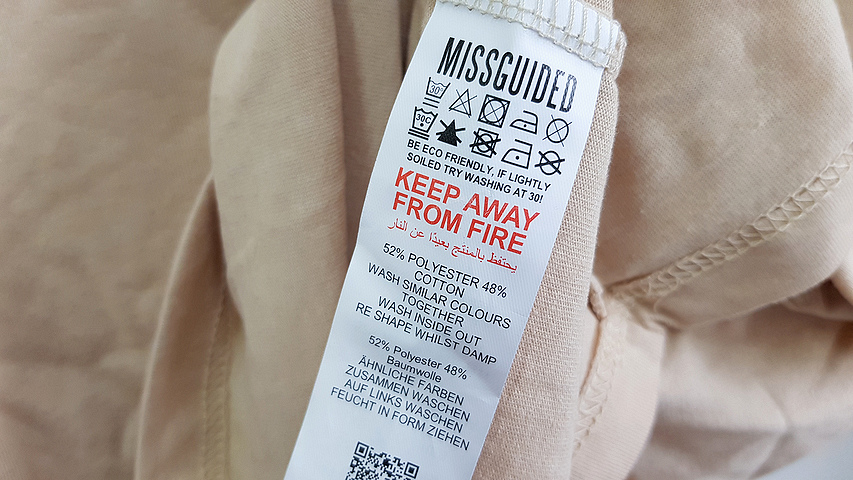 MISSGUIDED
30°
30C
BE ECO FRIENDLY, IF LIGHTLY
SOILED TRY WASHING AT 30!
KEEP AWAY
FROM FIRE
يحتفظ بالمنتج بعيدًا عن النار
52% POLYESTER 48%
COTTON
WASH SIMILAR COLOURS
TOGETHER
WASH INSIDE OUT
RE SHAPE WHILST DAMP
52% Polyester 48%
Baumwolle
ÄHNLICHE FARBEN
ZUSAMMEN WASCHEN
AUF LINKS WASCHEN
FEUCHT IN FORM ZIEHEN